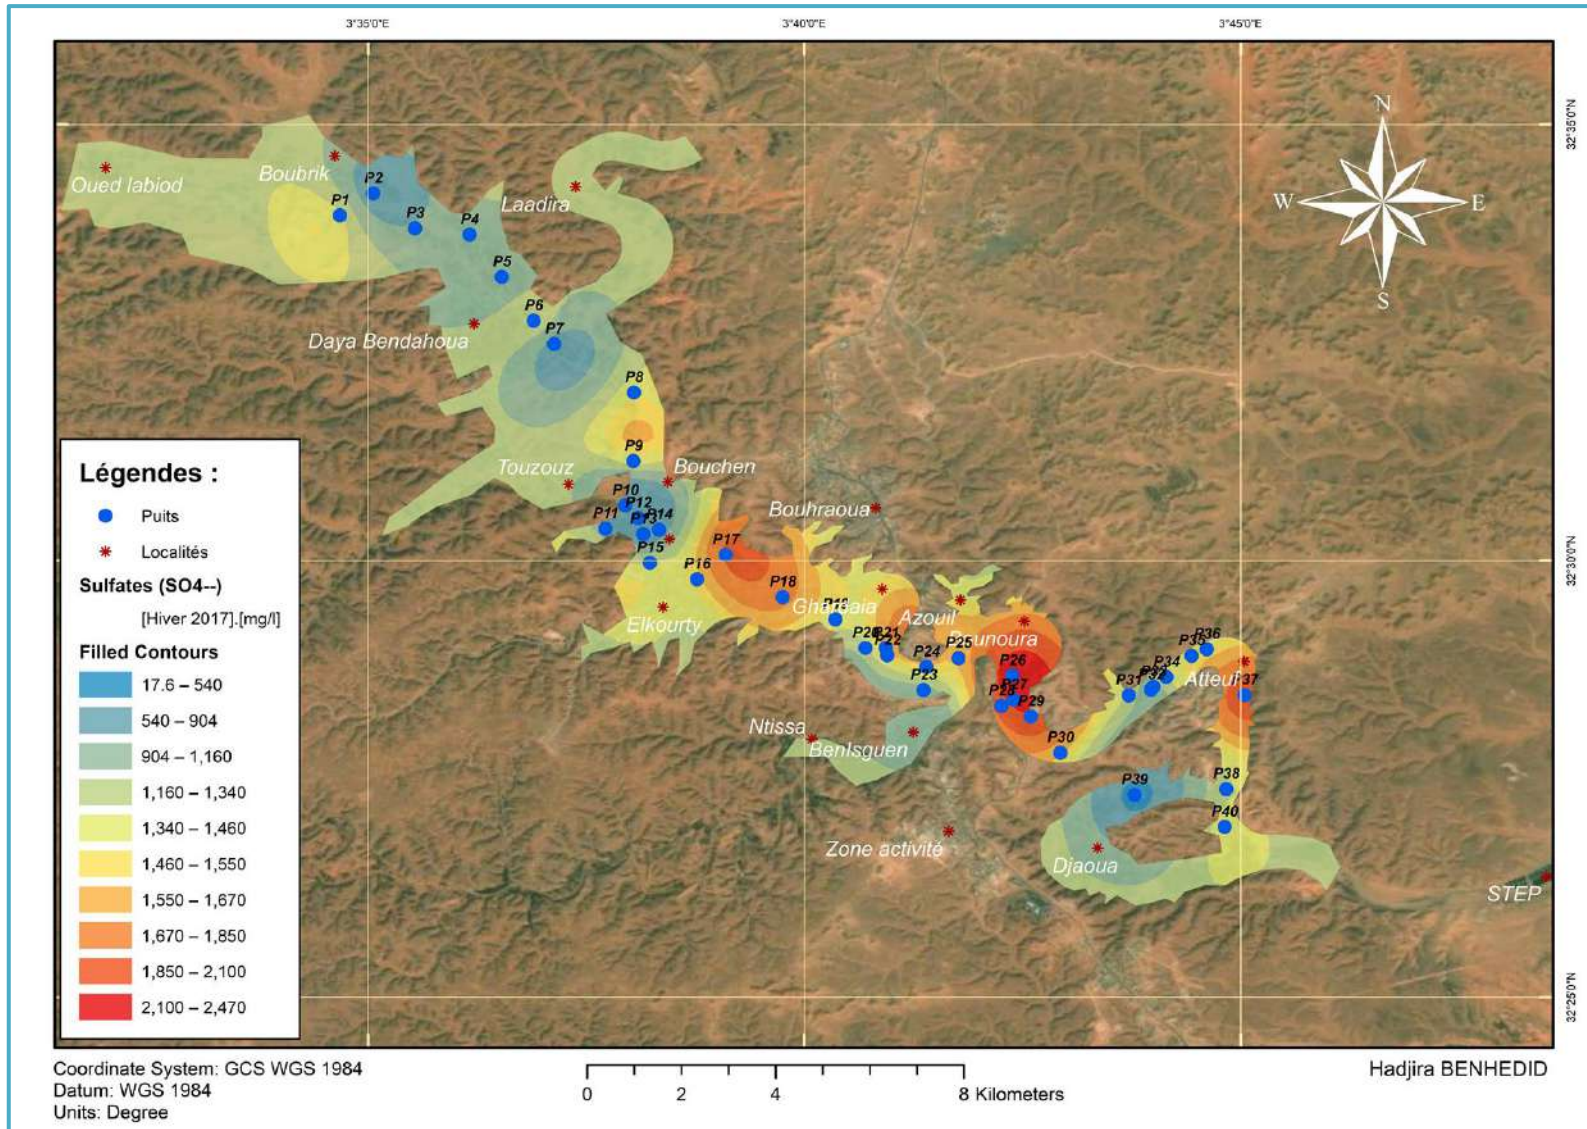 3°35'0"E
3°40'0"E
3°45'0"E
32°35'0"N
32°30'0"N
32°25'0"N
N
W
E
S
Oued labiod
Boubrik
Laadira
P1
P2
P3
P4
P5
P6
P7
Daya Bendahoua
P8
P9
Touzouz
Bouchen
P10
P12
P11
P13
P14
P15
P16
P17
P18
Bouhraoua
Elkourty
Ghardaia
Azouil
Bounoura
P20
P21
P22
P23
P24
P25
P26
P27
P28
P29
P30
P31
P32
P34
P35
P36
Atteuf
P37
P38
P39
P40
Ntissa
BenIsguen
Zone activité
Djaoua
STEP
Légendes :
Puits
Localités
Sulfates (SO4--)
[Hiver 2017].[mg/l]
Filled Contours
17.6 – 540
540 – 904
904 – 1,160
1,160 – 1,340
1,340 – 1,460
1,460 – 1,550
1,550 – 1,670
1,670 – 1,850
1,850 – 2,100
2,100 – 2,470
Coordinate System: GCS WGS 1984
Datum: WGS 1984
Units: Degree
0 2 4 8 Kilometers
Hadjira BENHEDID